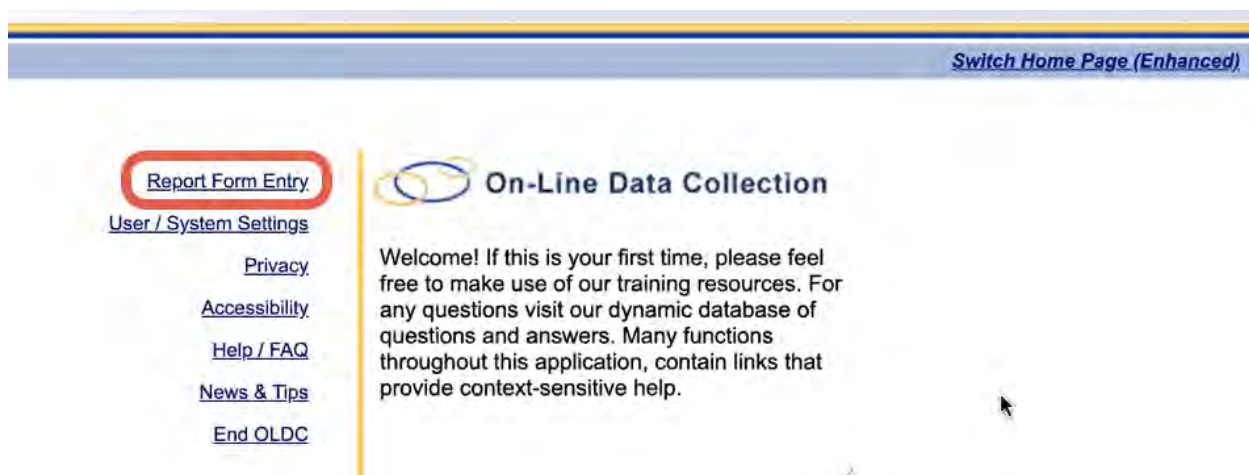 Switch Home Page (Enhanced)
Report Form Entry
User / System Settings
Privacy
Accessibility
Help / FAQ
News & Tips
End OLDC
On-Line Data Collection
Welcome! If this is your first time, please feel
free to make use of our training resources. For
any questions visit our dynamic database of
questions and answers. Many functions
throughout this application, contain links that
provide context-sensitive help.